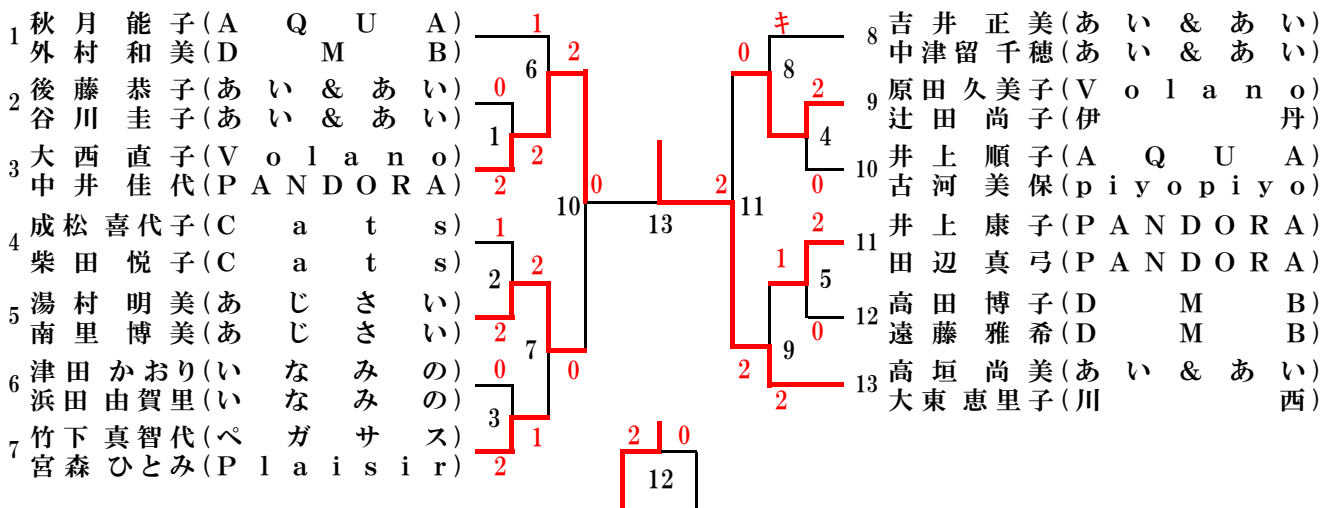 1 秋月能子(AQUA)
外村和美(DMB)
2 後藤恭子(あい&あい)
谷川圭子(あい&あい)
3 大西直子(Volano)
中井佳代(PANDORA)
4 成松喜代子(Cats)
柴田悦子(Cats)
5 湯村明美(あじさい)
南里博美(あじさい)
6 津田かおり(いなみの)
浜田由賀里(いなみの)
7 竹下真智代(ペガサス)
宮森ひとみ(Plaisir)
1
2
6
0
1
2
2
1
2
2
2
7
0
0
3
1
2
10
0
13
2
11
キ
0
8
2
4
0
2
1
5
0
9
2
2
2 0
12
8 吉井正美(あい&あい)
中津留千穂(あい&あい)
9 原田久美子(Volano)
辻田尚子(伊丹)
10 井上順子(AQUA)
古河美保(piyopiyo)
11 井上康子(PANDORA)
田辺真弓(PANDORA)
12 高田博子(DMB)
遠藤雅希(DMB)
13 高垣尚美(あい&あい)
大東恵里子(川西)